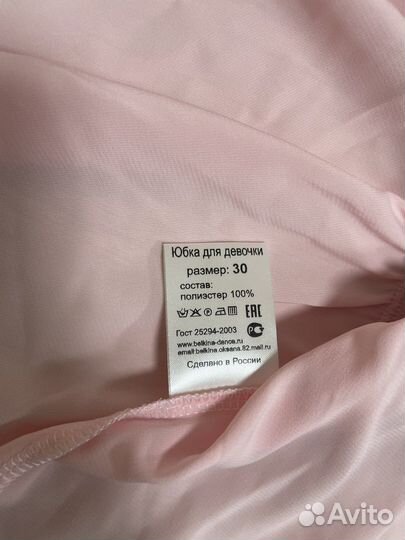 Юбка для девочки
размер: 30
состав:
полиэстер 100%
EAC
Гост 25294-2003
www.belkina-dance.ru
email:belkina.oksana.82.mail.ru
Сделано в России
Avito